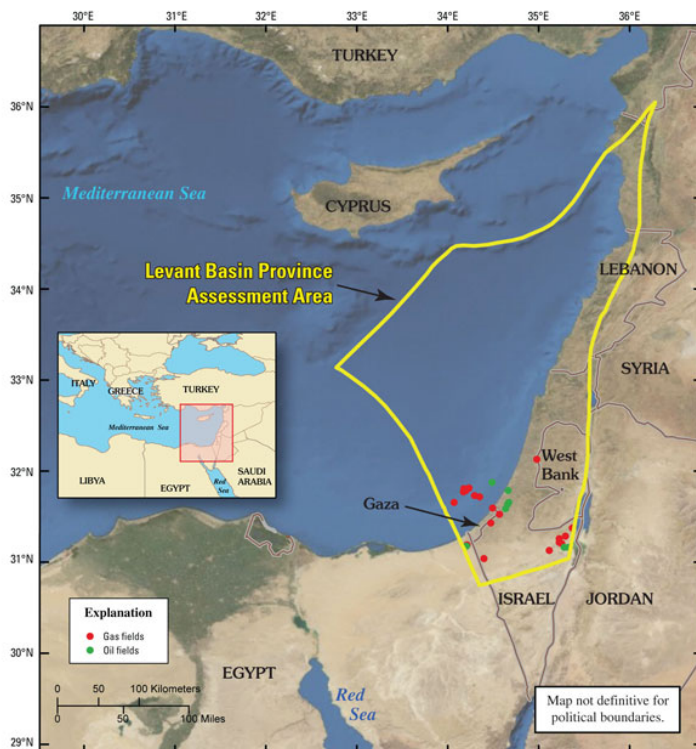 30°E
31°E
32°E
33°E
34°E
35°E
36°E
TURKEY
36°N
35°N
Mediterranean Sea
CYPRUS
Levant Basin Province
Assessment Area
34°N
LEBANON
33°N
SYRIA
ITALY
GREECE
TURKEY
Mediterranean Sea
LIBYA
EGYPT
Red
Sea
SAUDI
ARABIA
32°N
West
Bank
Gaza
31°N
ISRAEL
JORDAN
Explanation
Gas fields
Oil fields
30°N
EGYPT
0 50 100 Kilometers
0 50 100 Miles
Red
Sea
Map not definitive for
political boundaries.
29°N